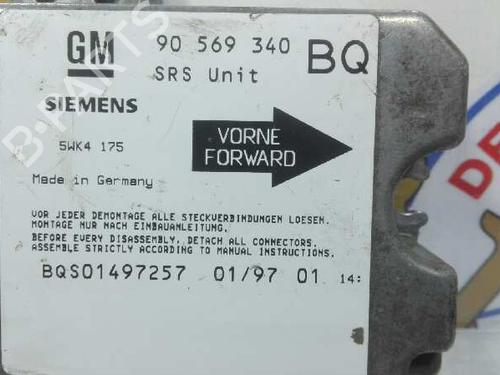 GM 90 569 340 BQ
SRS Unit
SIEMENS
5WK4 175
VORNE
FORWARD
Made in Germany
VOR JEDER DEMONTAGE ALLE STECKVERBINDUNGEN LOESEN.
MONTAGE NUR NACH EINBAUANLEITUNG.
BEFORE EVERY DISASSEMBLY, DETACH ALL CONNECTORS.
ASSEMBLE STRICTLY ACCORDING TO MANUAL INSTRUCTIONS.
BQS01497257 01/97 01 14:
B-PARTS
DE